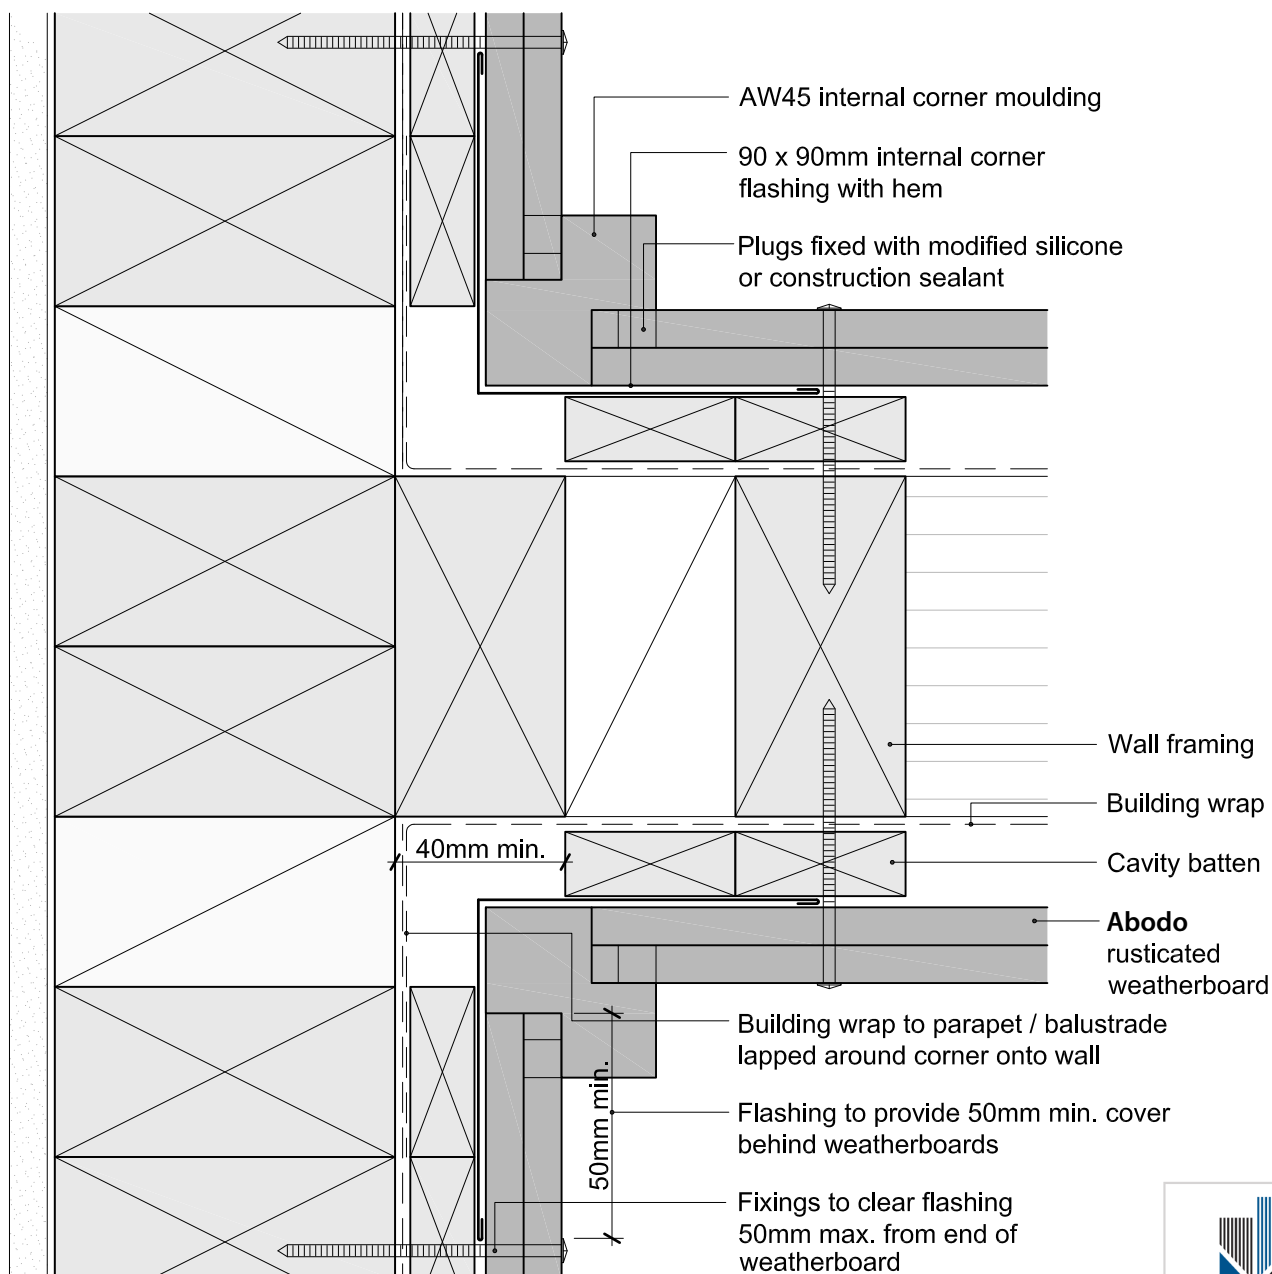 AW45 internal corner moulding
90 x 90mm internal corner
flashing with hem
Plugs fixed with modified silicone
or construction sealant
Wall framing
Building wrap
40mm min.
Cavity batten
Abodo
rusticated
weatherboard
Building wrap to parapet / balustrade
lapped around corner onto wall
50mm min.
Flashing to provide 50mm min. cover
behind weatherboards
Fixings to clear flashing
50mm max. from end of
weatherboard